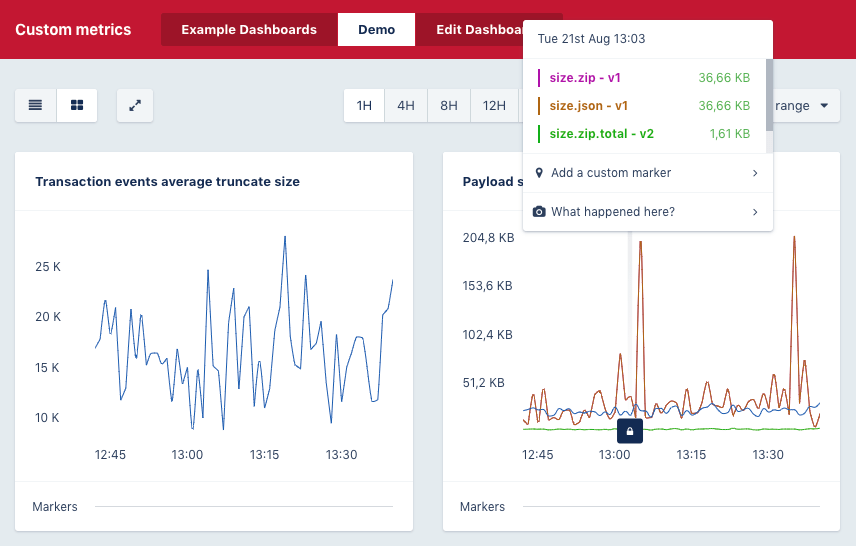 Custom metrics
Example Dashboards
Demo
Edit Dashboa
Tue 21st Aug 13:03
size.zip - v1 36,66 KB
size.json - v1 36,66 KB
size.zip.total - v2 1,61 KB
Add a custom marker
What happened here?
1H 4H 8H 12H
range
Transaction events average truncate size
25 K
20 K
15 K
10 K
12:45 13:00 13:15 13:30
Markers
Payload s
204,8 KB
153,6 KB
102,4 KB
51,2 KB
12:45 13:00 13:15 13:30
Markers